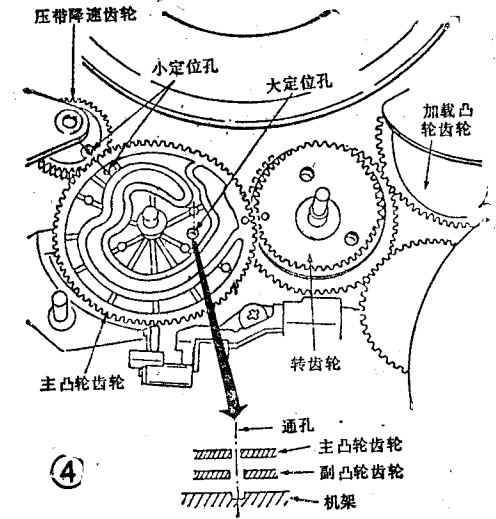 压带降速齿轮
小定位孔
大定位孔
加载凸
轮齿轮
主凸轮齿轮
转齿轮
通孔
主凸轮齿轮
副凸轮齿轮
机架
④